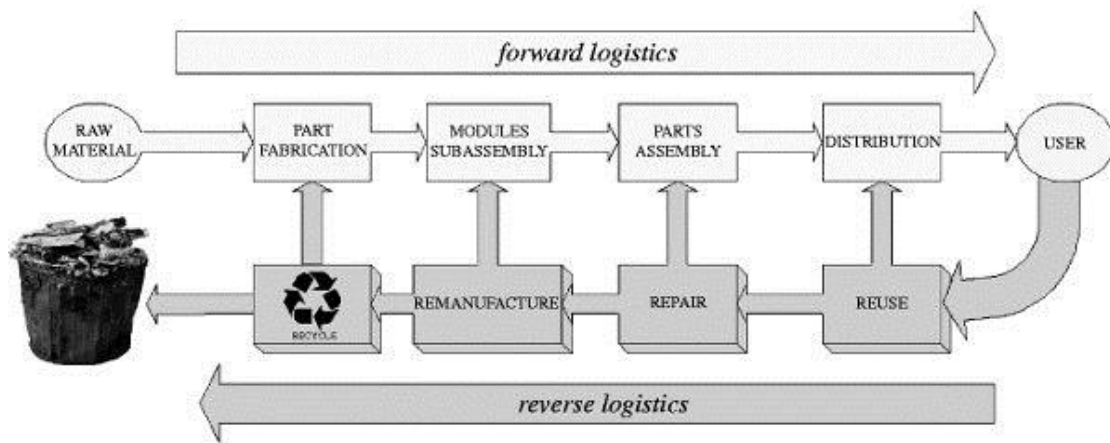 forward logistics
RAW
MATERIAL
PART
FABRICATION
MODULES
SUBASSEMBLY
PARTS
ASSEMBLY
DISTRIBUTION
USER
RECYCLE
REMANUFACTURE
REPAIR
REUSE
reverse logistics